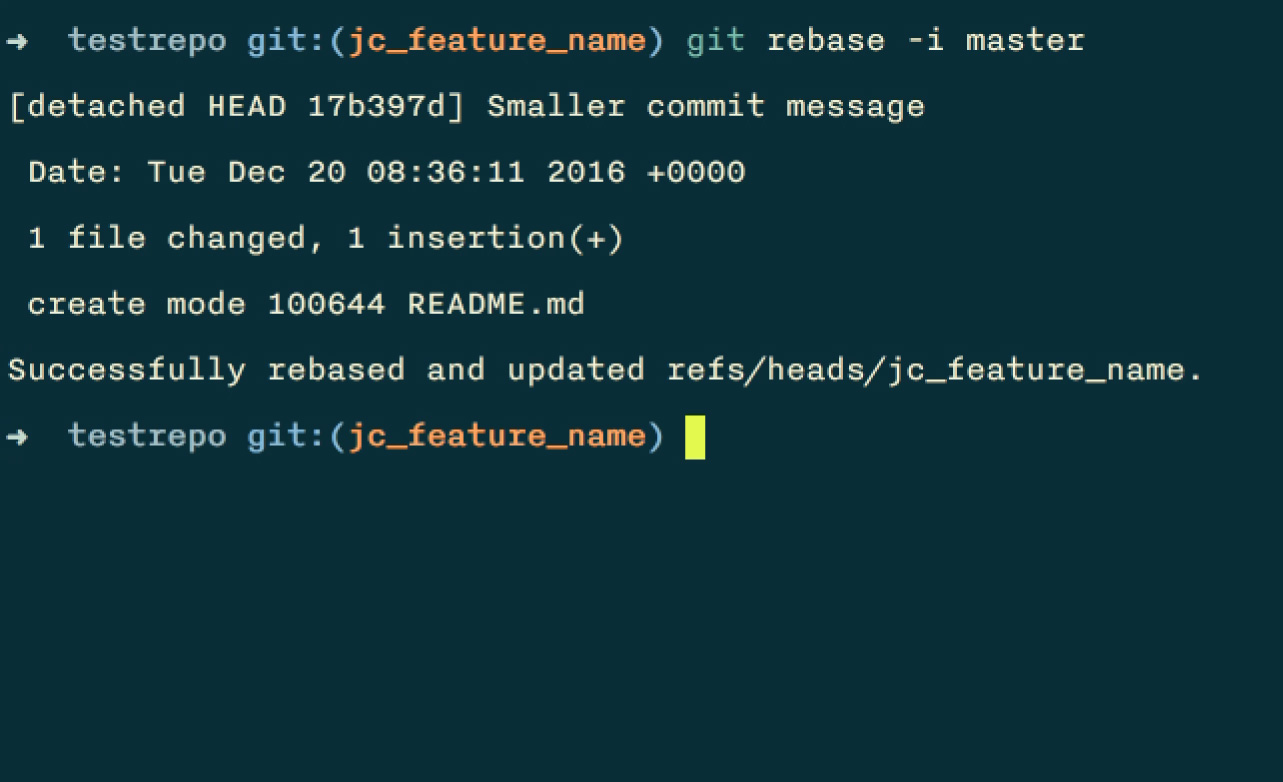 ➜ testrepo git:(jc_feature_name) git rebase -i master
[detached HEAD 17b397d] Smaller commit message
Date: Tue Dec 20 08:36:11 2016 +0000
1 file changed, 1 insertion(+)
create mode 100644 README.md
Successfully rebased and updated refs/heads/jc_feature_name.
➜ testrepo git:(jc_feature_name)